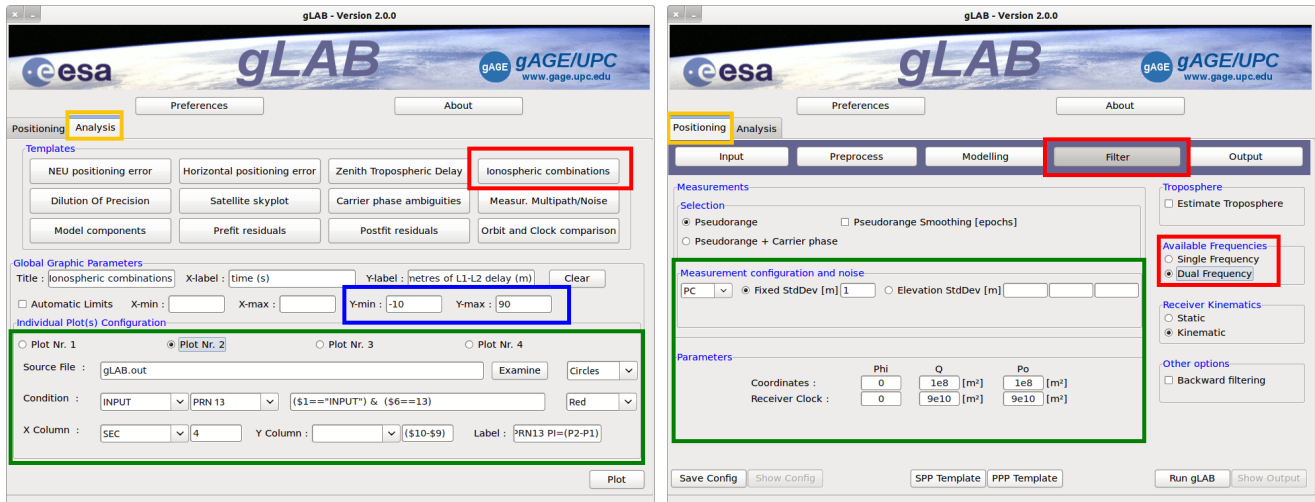 gLAB - Version 2.0.0
esa
gLAB
gAGE
gAGE/UPC
www.gage.upc.edu
Preferences
About
Positioning
Analysis
Templates
NEU positioning error
Horizontal positioning error
Zenith Tropospheric Delay
Ionospheric combinations
Dilution Of Precision
Satellite skyplot
Carrier phase ambiguities
Measur. Multipath/Noise
Model components
Prefit residuals
Postfit residuals
Orbit and Clock comparison
Global Graphic Parameters
Title : Ionospheric combinations X-label : time (s) Y-label : netres of L1-L2 delay (m) Clear
Automatic Limits X-min : X-max : Y-min : -10 Y-max : 90
Individual Plot(s) Configuration
Plot Nr. 1 Plot Nr. 2 Plot Nr. 3 Plot Nr. 4
Source File : gLAB.out Examine Circles
Condition : INPUT PRN 13 ($1=="INPUT") & ($6==13) Red
X Column : SEC 4 Y Column : ($10-$9) Label : PRN13 PI=(P2-P1)
Plot
gLAB - Version 2.0.0
esa
gLAB
gAGE
gAGE/UPC
www.gage.upc.edu
Preferences
About
Positioning
Analysis
Input
Preprocess
Modelling
Filter
Output
Measurements
Selection
Pseudorange Pseudorange Smoothing [epochs]
Pseudorange + Carrier phase
Measurement configuration and noise
PC Fixed StdDev [m] 1 Elevation StdDev [m]
Parameters
Phi Q Po
Coordinates : 0 1e8 [m²] 1e8 [m²]
Receiver Clock : 0 9e10 [m²] 9e10 [m²]
Troposphere
Estimate Troposphere
Available Frequencies
Single Frequency
Dual Frequency
Receiver Kinematics
Static
Kinematic
Other options
Backward filtering
Save Config
Show Config
SPP Template
PPP Template
Run gLAB
Show Output